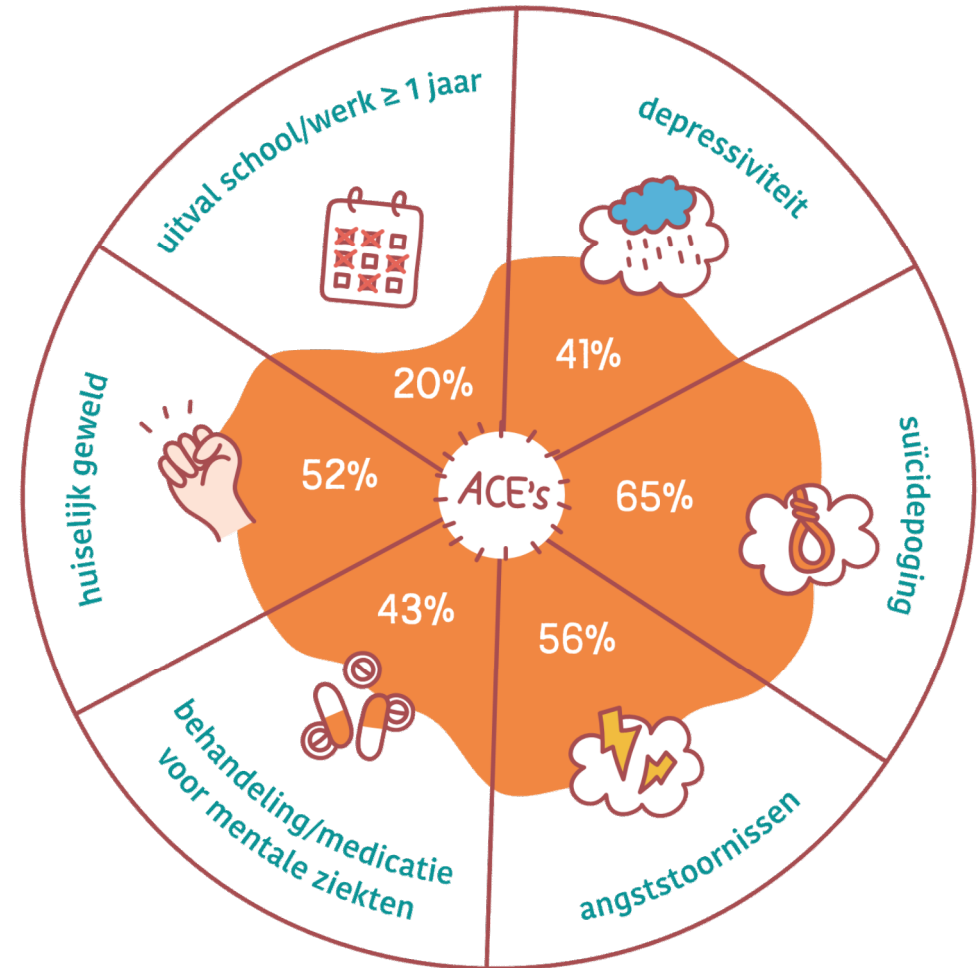 uitval school/werk ≥ 1 jaar
depressiviteit
41%
20%
huiselijk geweld
52%
ACE's
65%
suïcidepoging
43%
56%
behandeling/medicatie
voor mentale ziekten
angststoornissen